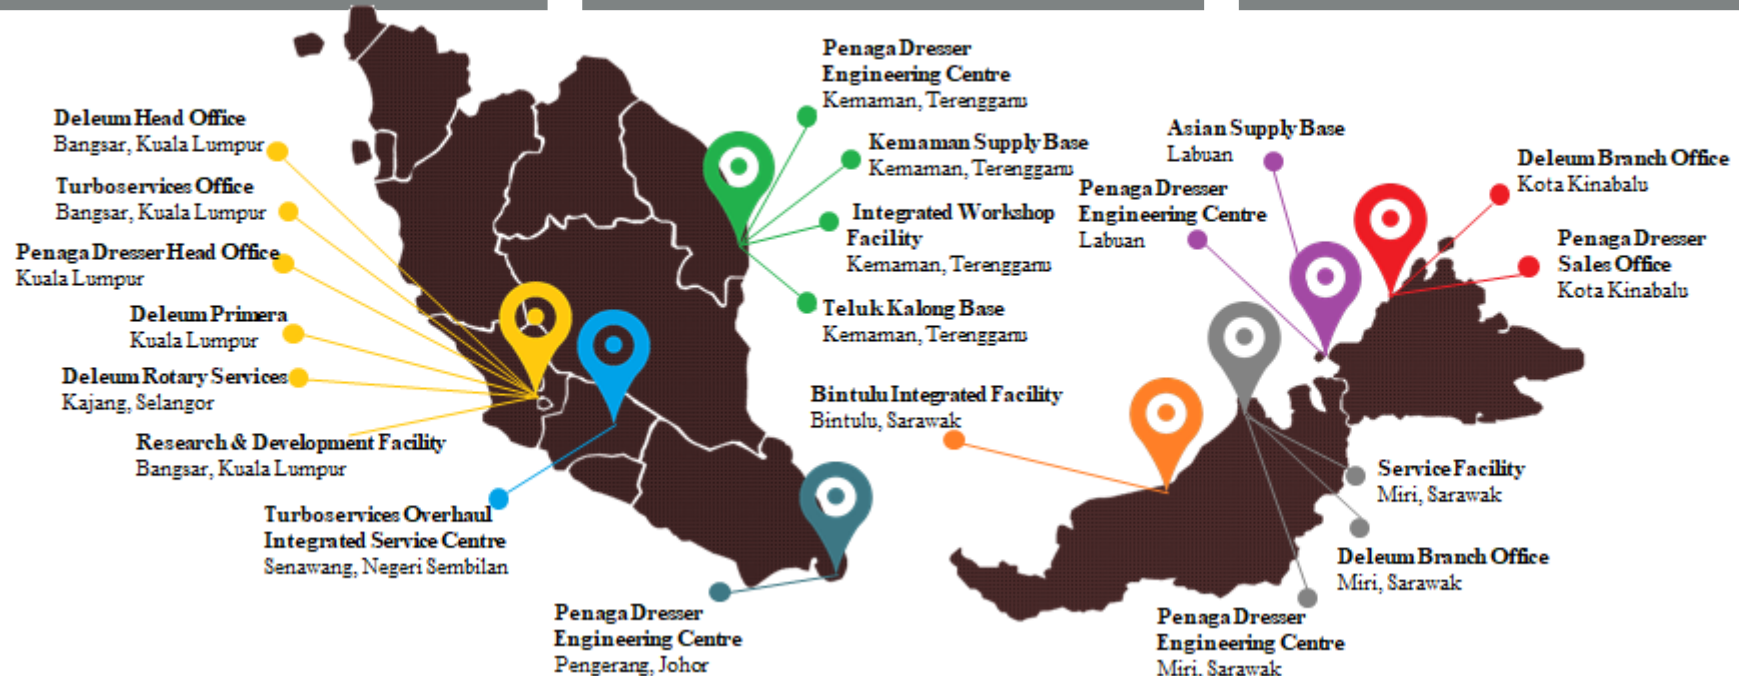 Deleum Head Office
Bangsar, Kuala Lumpur
Turboservices Office
Bangsar, Kuala Lumpur
Penaga Dresser Head Office
Kuala Lumpur
Deleum Primera
Kuala Lumpur
Deleum Rotary Services
Kajang, Selangor
Research & Development Facility
Bangsar, Kuala Lumpur
Turboservices Overhaul
Integrated Service Centre
Senawang, Negeri Sembilan
Penaga Dresser
Engineering Centre
Pengerang, Johor
Penaga Dresser
Engineering Centre
Kemaman, Terengganu
Kemaman Supply Base
Kemaman, Terengganu
Integrated Workshop
Facility
Kemaman, Terengganu
Teluk Kalong Base
Kemaman, Terengganu
Asian Supply Base
Labuan
Penaga Dresser
Engineering Centre
Labuan
Deleum Branch Office
Kota Kinabalu
Penaga Dresser
Sales Office
Kota Kinabalu
Bintulu Integrated Facility
Bintulu, Sarawak
Service Facility
Miri, Sarawak
Deleum Branch Office
Miri, Sarawak
Penaga Dresser
Engineering Centre
Miri, Sarawak